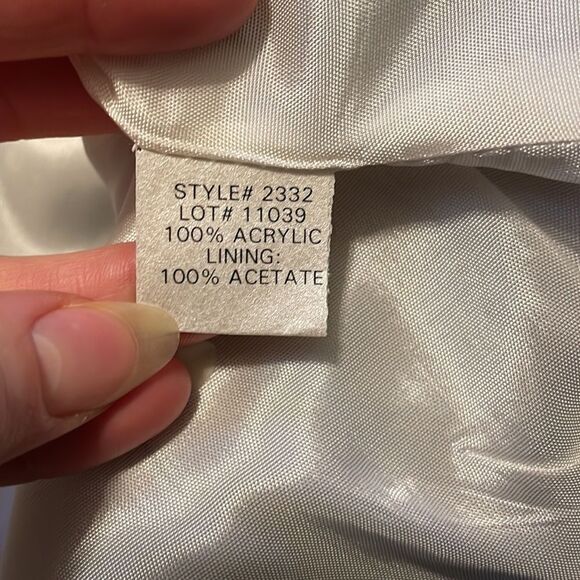 STYLE# 2332
LOT# 11039
100% ACRYLIC
LINING:
100% ACETATE